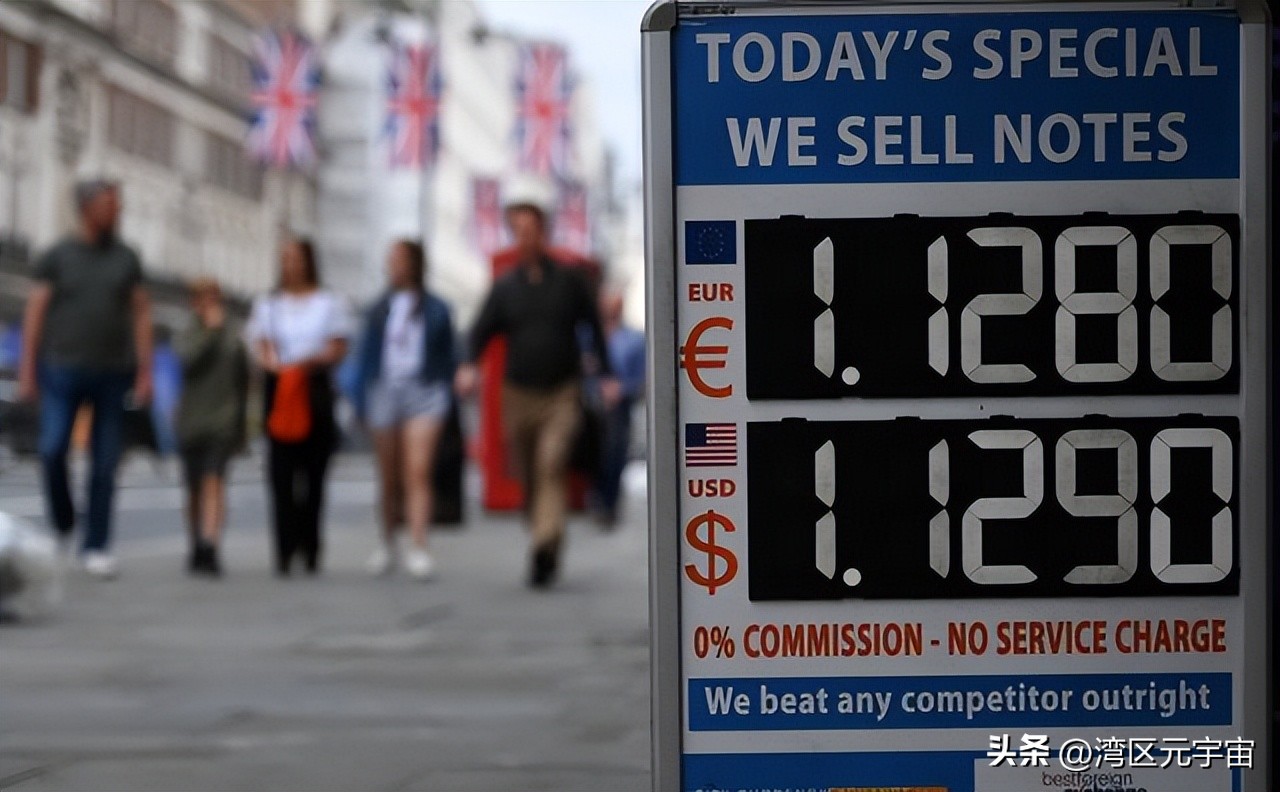 TODAY'S SPECIAL
WE SELL NOTES
EUR
€
1.1280
USD
$
1.1290
0% COMMISSION - NO SERVICE CHARGE
We beat any competitor outright
头条 @湾区元宇宙
bestforeign